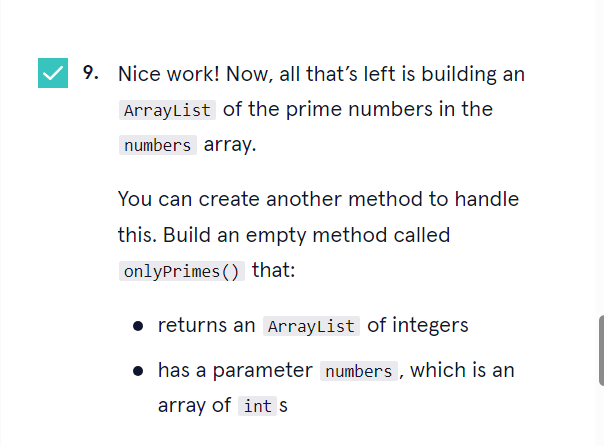 9. Nice work! Now, all that's left is building an
ArrayList of the prime numbers in the
numbers array.
You can create another method to handle
this. Build an empty method called
onlyPrimes() that:
• returns an ArrayList of integers
• has a parameter numbers, which is an
array of int s